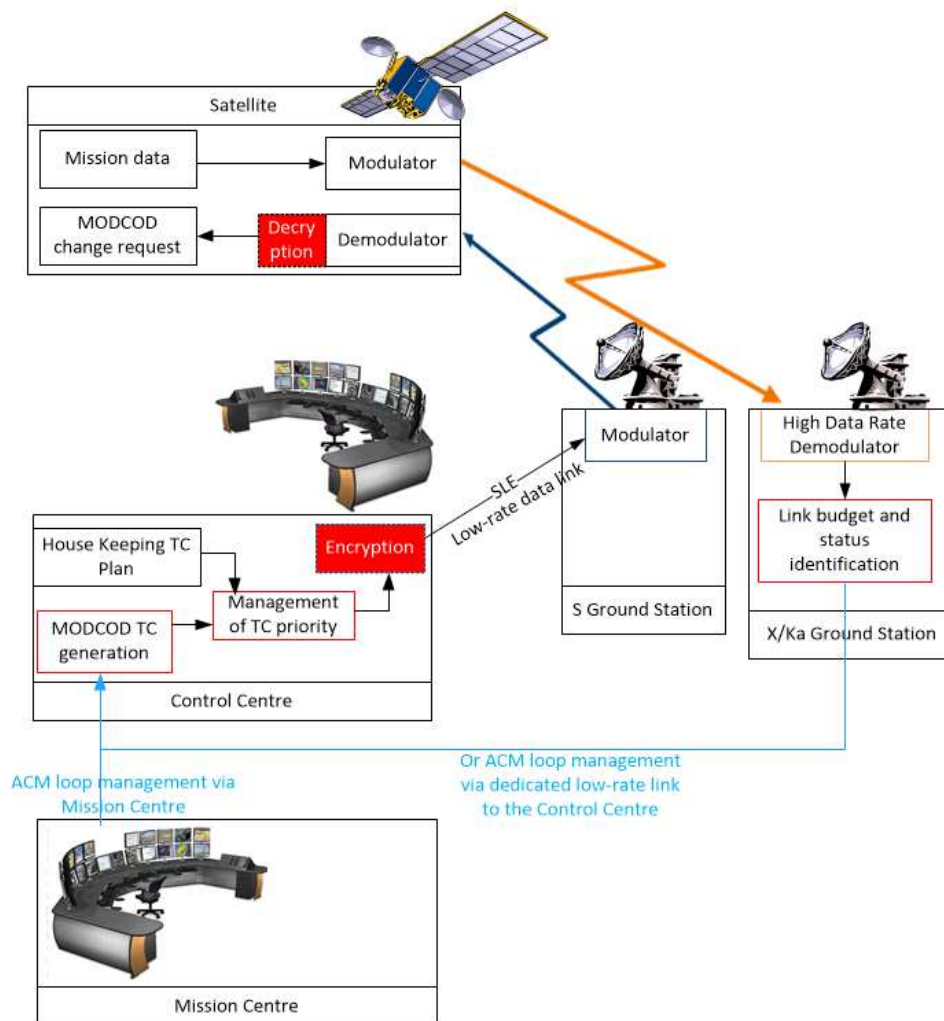 Satellite
Mission data
Modulator
MODCOD
change request
Decry
ption
Demodulator
Modulator
High Data Rate
Demodulator
SLE
Low-rate data link
Link budget and
status
identification
House Keeping TC
Plan
Encryption
Management
of TC priority
MODCOD TC
generation
S Ground Station
X/Ka Ground Station
Control Centre
ACM loop management via
Mission Centre
Or ACM loop management
via dedicated low-rate link
to the Control Centre
Mission Centre